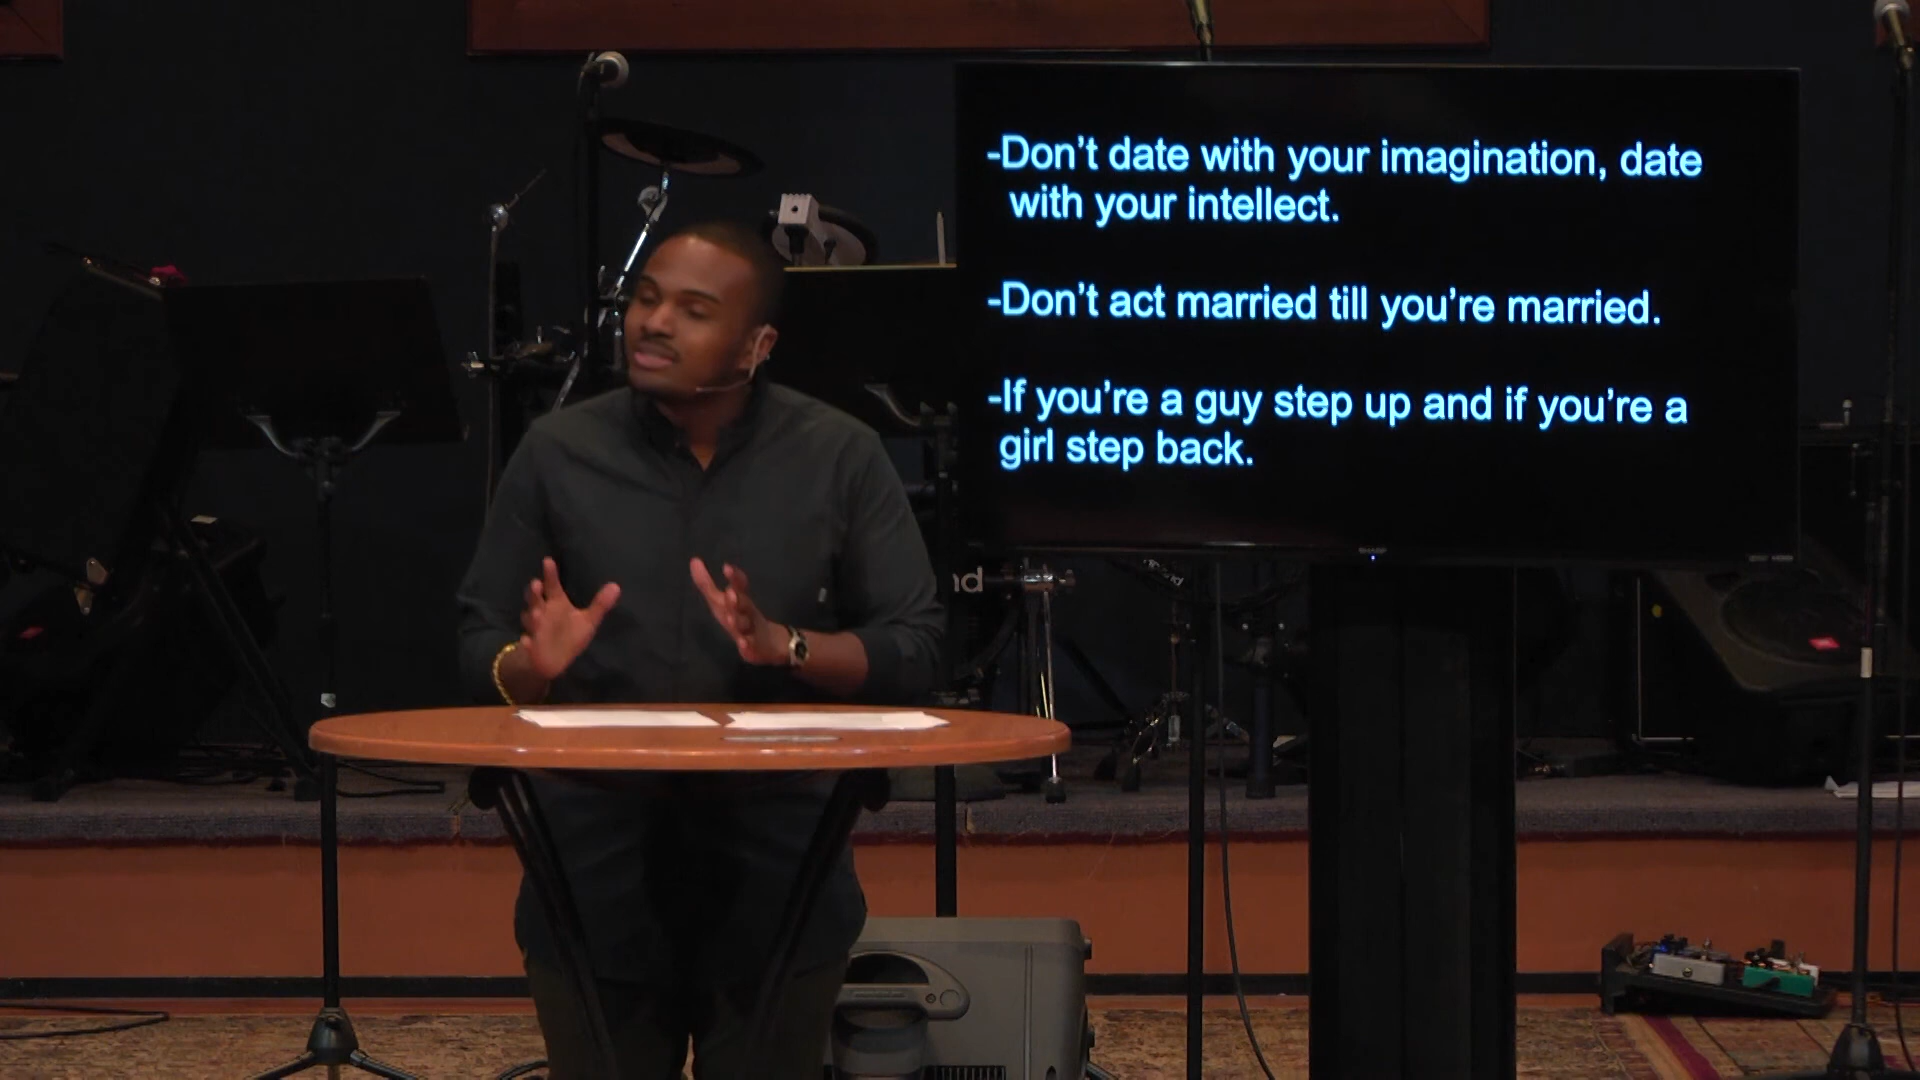 -Don't date with your imagination, date
with your intellect.
-Don't act married till you're married.
-If you're a guy step up and if you're a
girl step back.
SHARP